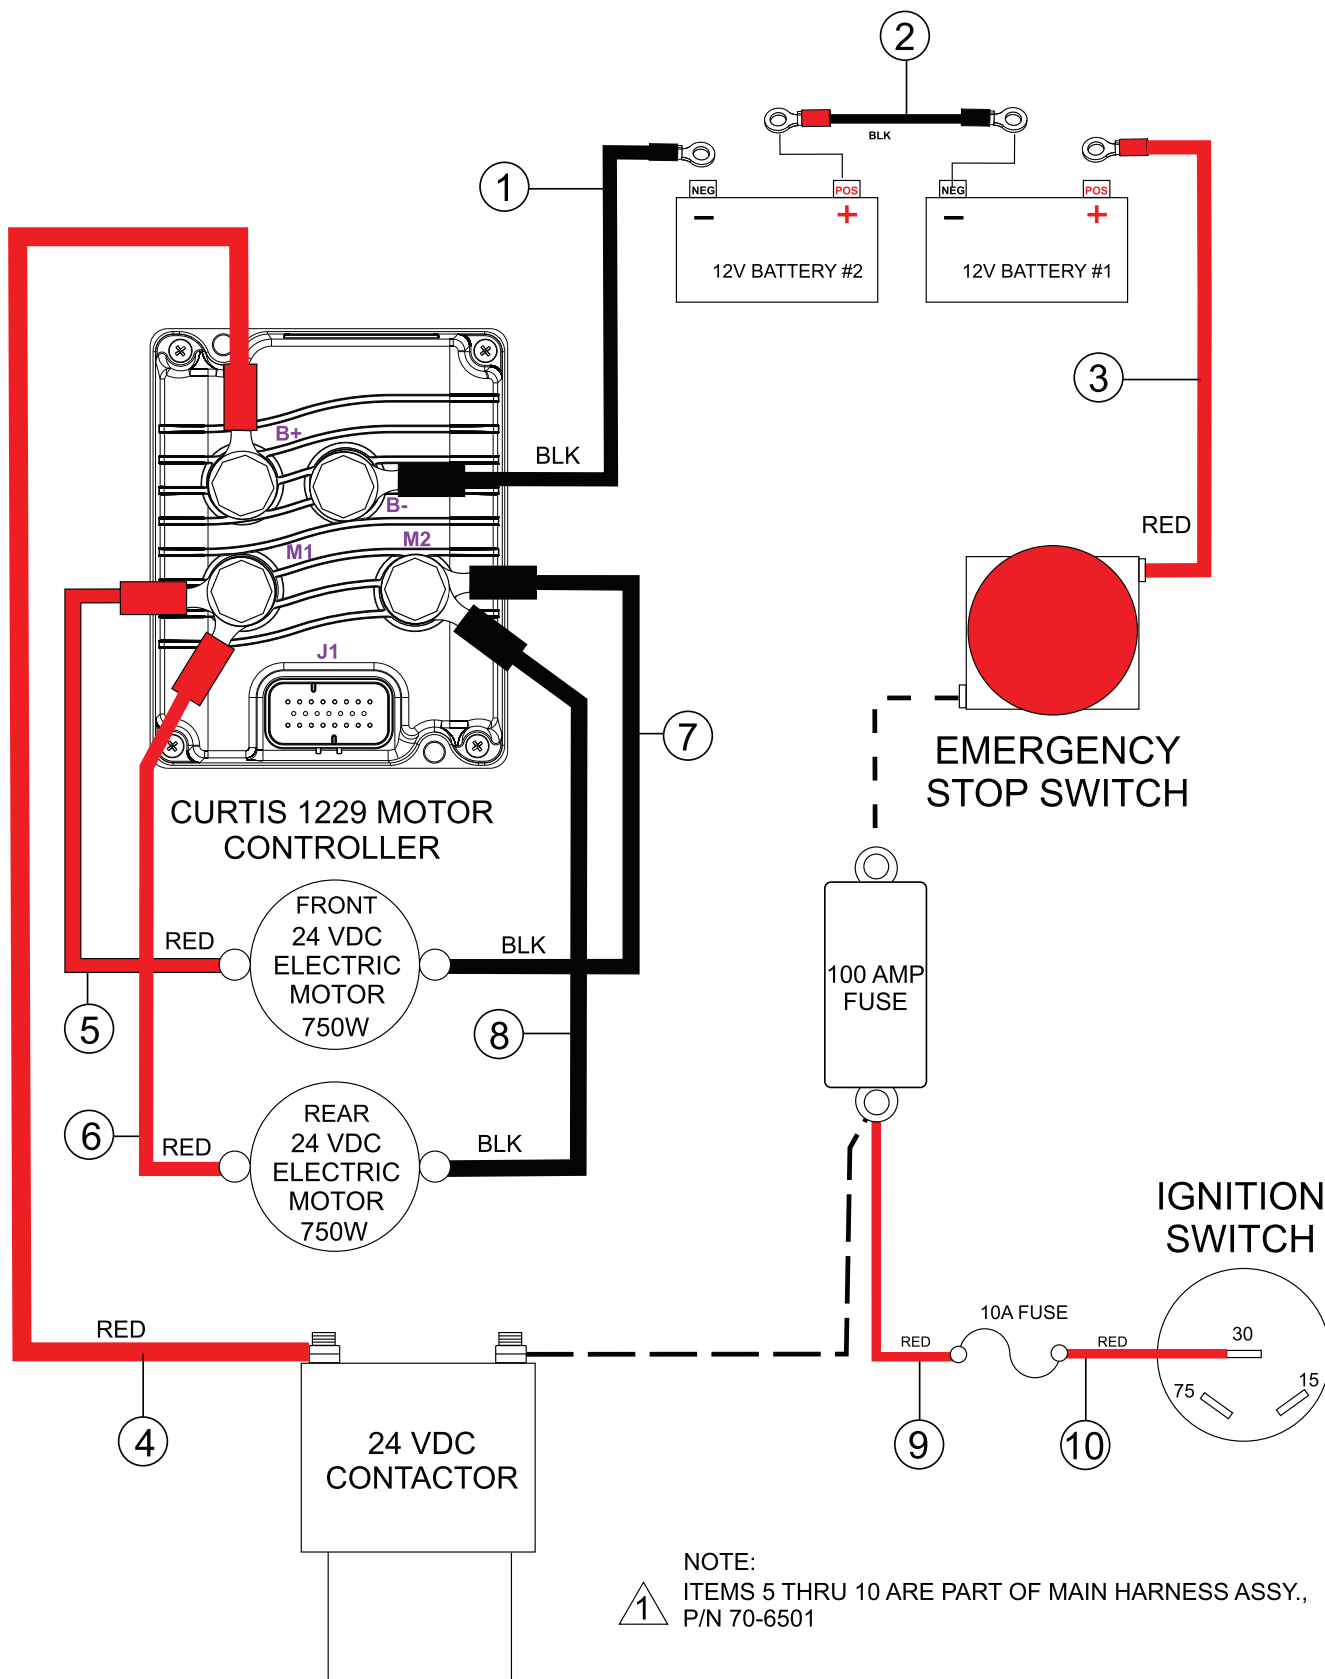 2
BLK
1
NEG
POS
NEG
POS
−
+
−
+
12V BATTERY #2
12V BATTERY #1
3
B+
BLK
B-
RED
M1
M2
J1
7
EMERGENCY
STOP SWITCH
CURTIS 1229 MOTOR
CONTROLLER
FRONT
24 VDC
ELECTRIC
MOTOR
750W
RED
BLK
5
8
100 AMP
FUSE
REAR
24 VDC
ELECTRIC
MOTOR
750W
6
RED
BLK
IGNITION
SWITCH
RED
4
10A FUSE
RED
RED
30
75
15
9
10
24 VDC
CONTACTOR
NOTE:
1
ITEMS 5 THRU 10 ARE PART OF MAIN HARNESS ASSY.,
P/N 70-6501